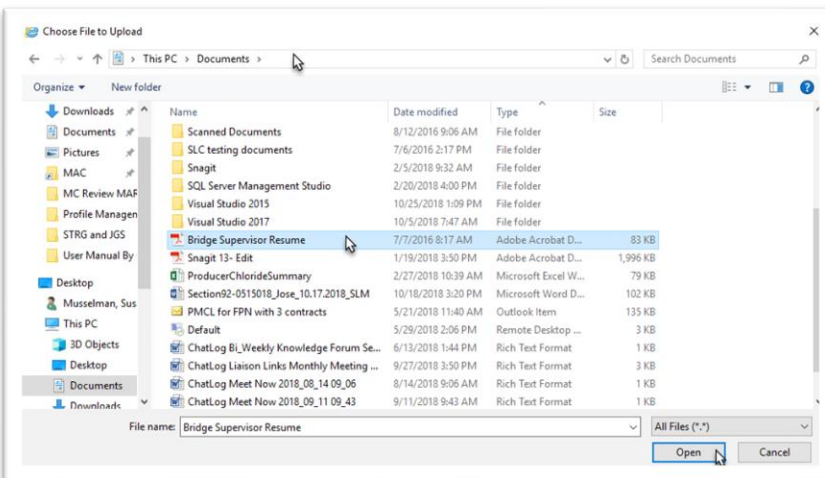 Choose File to Upload
This PC > Documents >
Search Documents
Organize New folder
Name Date modified Type Size
Downloads
Documents
Pictures
MAC
MC Review MAR
Profile Managen
STRG and JGS
User Manual By
Desktop
Musselman, Sus
This PC
3D Objects
Desktop
Documents
Downloads
Scanned Documents 8/12/2016 9:06 AM File folder
SLC testing documents 7/6/2016 2:17 PM File folder
Snagit 2/5/2018 9:32 AM File folder
SQL Server Management Studio 2/20/2018 4:00 PM File folder
Visual Studio 2015 10/25/2018 1:09 PM File folder
Visual Studio 2017 10/5/2018 7:47 AM File folder
Bridge Supervisor Resume 7/7/2016 8:17 AM Adobe Acrobat D... 83 KB
Snagit 13- Edit 1/19/2018 3:50 PM Adobe Acrobat D... 1,996 KB
ProducerChlorideSummary 2/27/2018 10:39 AM Microsoft Excel W... 79 KB
Section92-0515018_Jose_10.17.2018_SLM 10/18/2018 3:20 PM Microsoft Word D... 102 KB
PMCL for FPN with 3 contracts 5/21/2018 11:40 AM Outlook Item 135 KB
Default 5/29/2018 2:06 PM Remote Desktop ... 3 KB
ChatLog Bi_Weekly Knowledge Forum Se... 6/13/2018 1:44 PM Rich Text Format 1 KB
ChatLog Liaison Links Monthly Meeting ... 9/27/2018 3:50 PM Rich Text Format 3 KB
ChatLog Meet Now 2018_08_14 09_06 8/14/2018 9:06 AM Rich Text Format 1 KB
ChatLog Meet Now 2018_09_11 09_43 9/11/2018 9:43 AM Rich Text Format 1 KB
File name: Bridge Supervisor Resume All Files (*.*)
Open Cancel